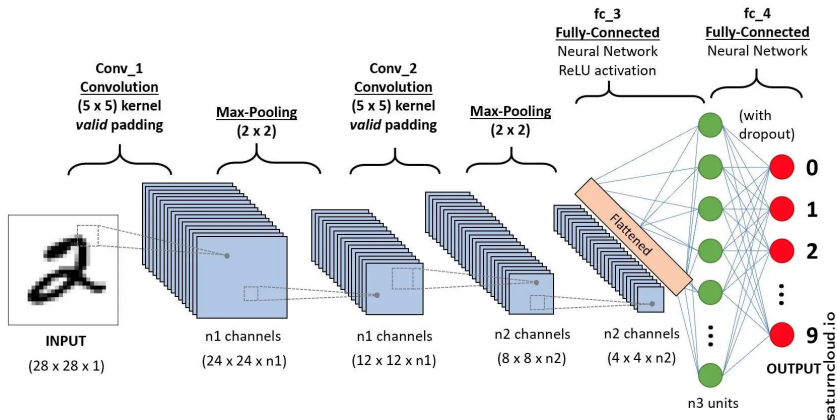 fc_3
Fully-Connected
Neural Network
ReLU activation
fc_4
Fully-Connected
Neural Network
Conv_1
Convolution
(5 x 5) kernel
valid padding
Max-Pooling
(2 x 2)
Conv_2
Convolution
(5 x 5) kernel
valid padding
Max-Pooling
(2 x 2)
(with
dropout)
2
Flattened
0
1
2
⋮
9
⋮
INPUT
(28 x 28 x 1)
n1 channels
(24 x 24 x n1)
n1 channels
(12 x 12 x n1)
n2 channels
(8 x 8 x n2)
n2 channels
(4 x 4 x n2)
OUTPUT
n3 units
saturncloud.io